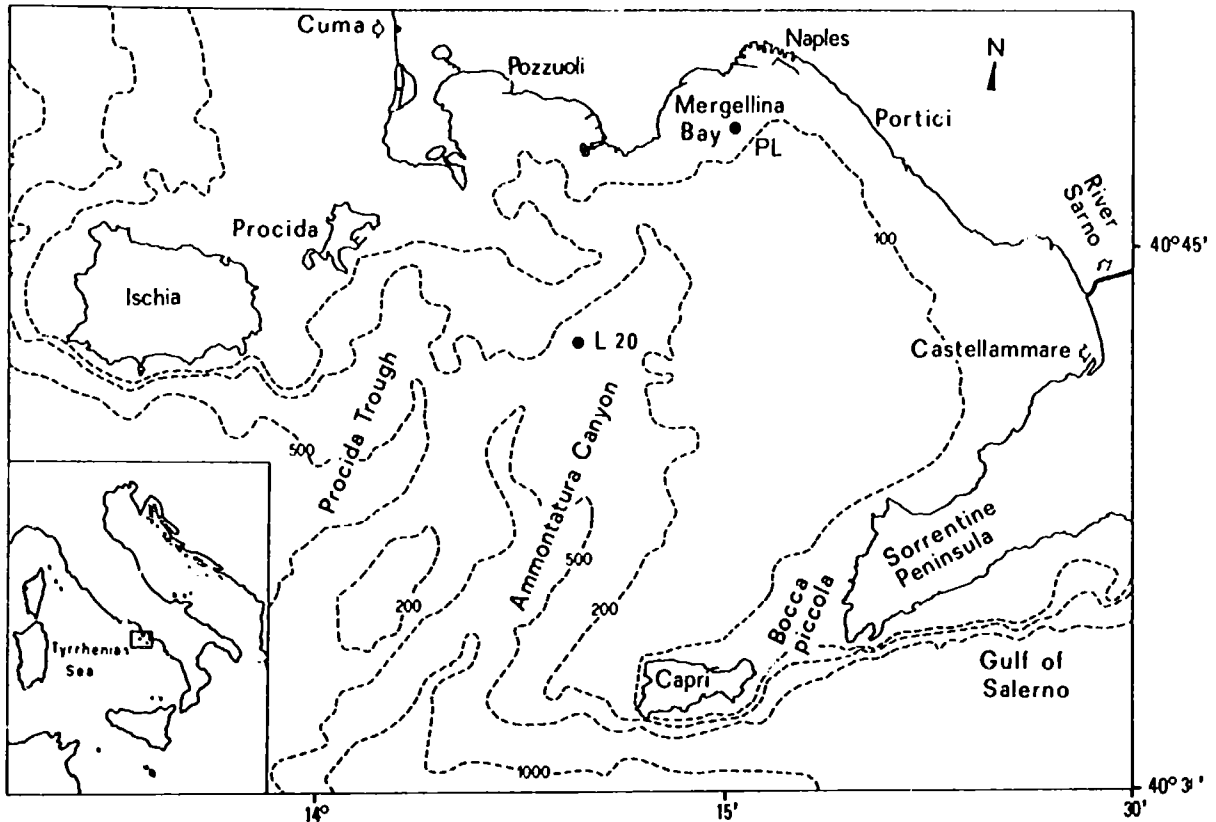 Cuma
Naples
N
Pozzuoli
Mergellina
Bay
PL
Portici
River
Sarno
Procida
100
40°45'
Ischia
L 20
Castellammare
Procida Trough
Ammontatura Canyon
500
500
200
200
Sorrentine
Peninsula
Bocca
piccola
Tyrrhenian
Sea
Capri
Gulf of
Salerno
1000
14°
15'
30'